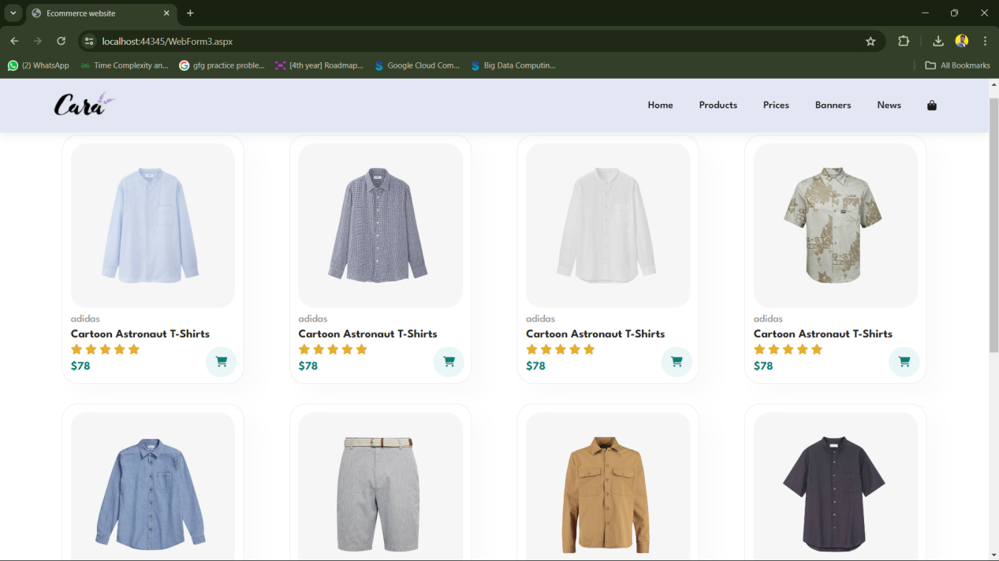 Ecommerce website
localhost:44345/WebForm3.aspx
(2) WhatsApp
Time Complexity an...
gfg practice proble...
[4th year] Roadmap...
Google Cloud Com...
Big Data Computin...
All Bookmarks
Cara
Home
Products
Prices
Banners
News
adidas
Cartoon Astronaut T-Shirts
$78
adidas
Cartoon Astronaut T-Shirts
$78
adidas
Cartoon Astronaut T-Shirts
$78
adidas
Cartoon Astronaut T-Shirts
$78